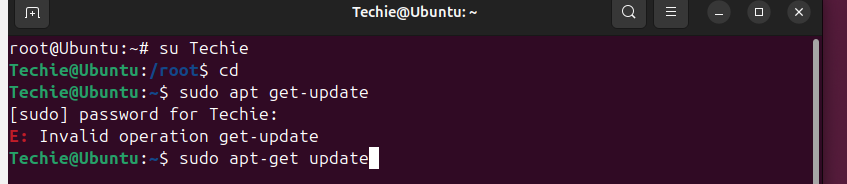 Techie@Ubuntu: ~
root@Ubuntu:~# su Techie
Techie@Ubuntu:/root$ cd
Techie@Ubuntu:~$ sudo apt get-update
[sudo] password for Techie:
E: Invalid operation get-update
Techie@Ubuntu:~$ sudo apt-get update